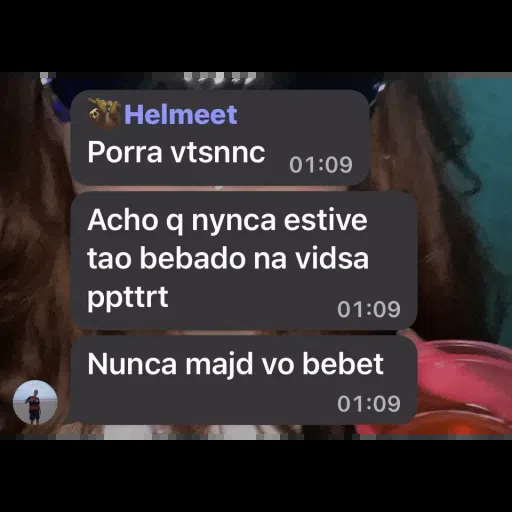 Helmeet
Porra vtsnnc
01:09
Acho q nynca estive
tao bebado na vidsa
ppttrt
01:09
Nunca majd vo bebet
01:09